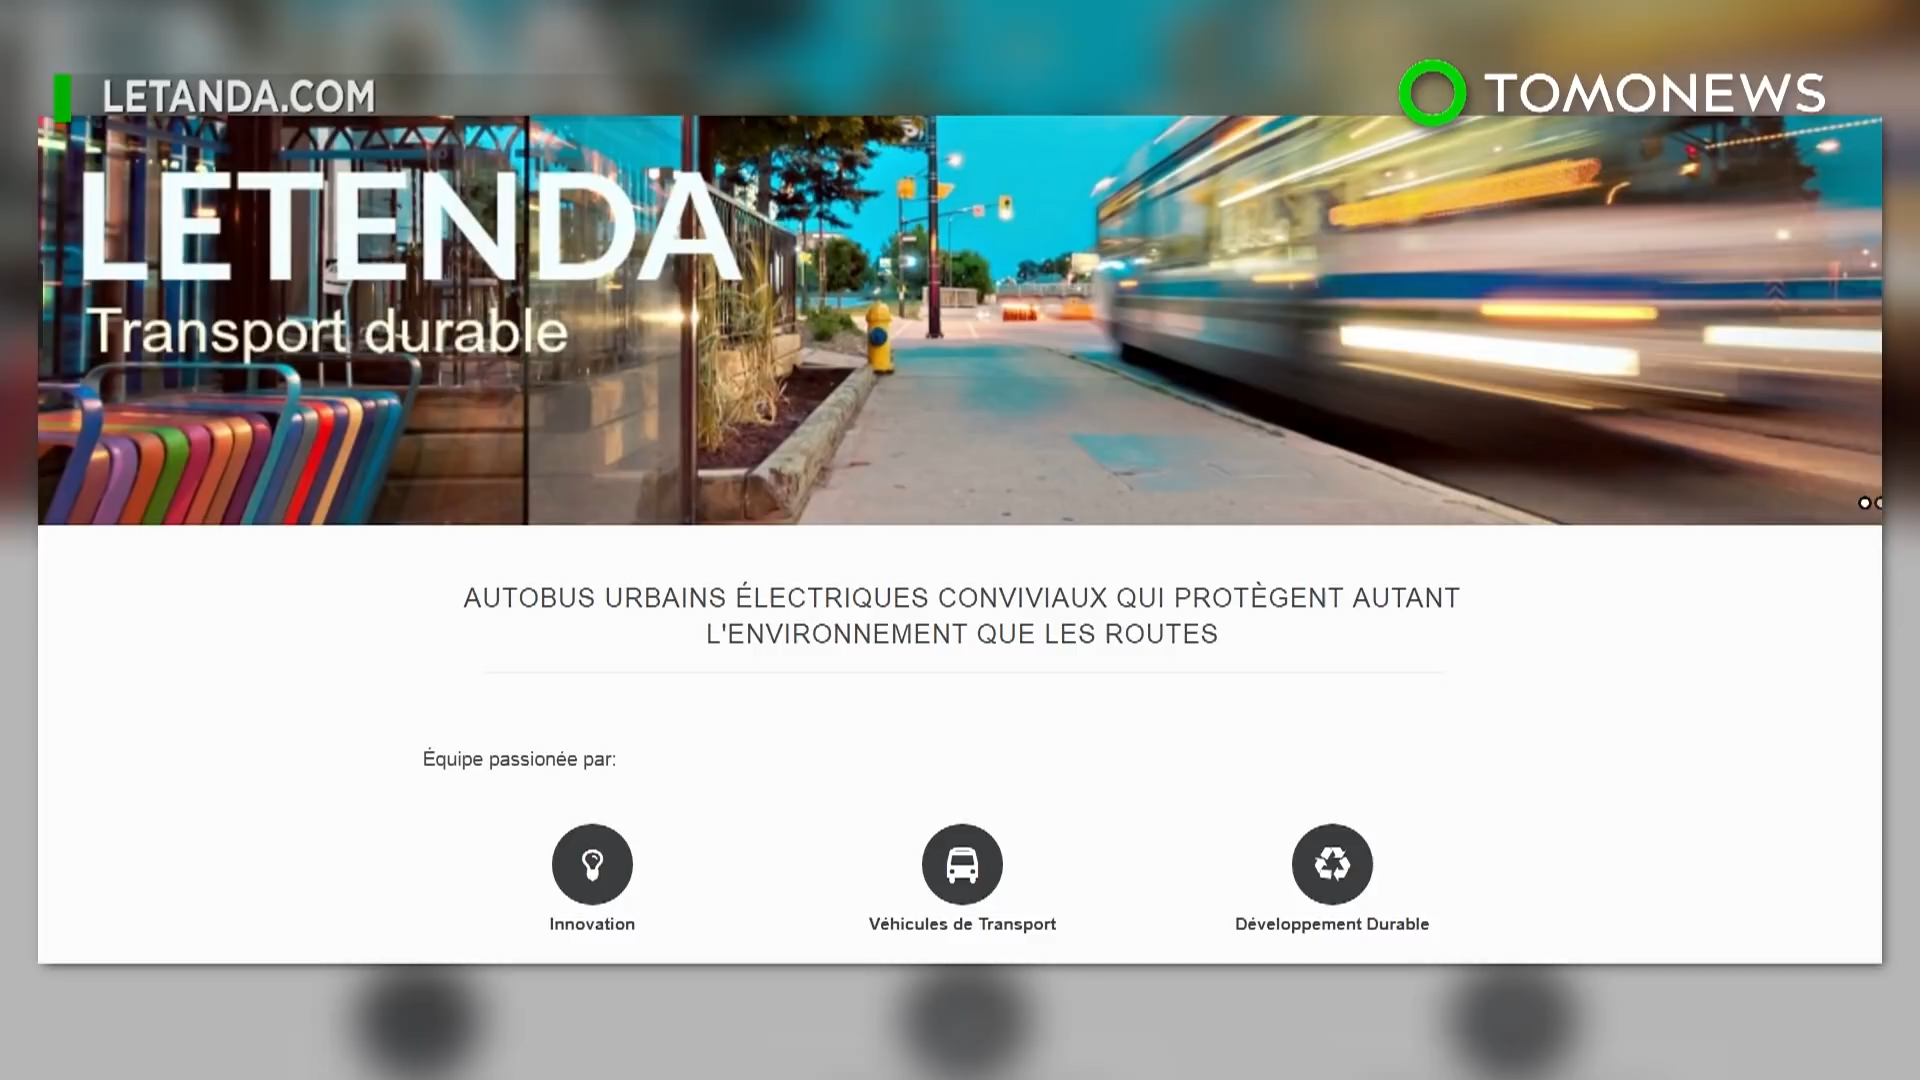 LETANDA.COM
TOMONEWS
LETENDA
Transport durable
AUTOBUS URBAINS ÉLECTRIQUES CONVIVIAUX QUI PROTÈGENT AUTANT
L'ENVIRONNEMENT QUE LES ROUTES
Équipe passionée par:
Innovation
Véhicules de Transport
Développement Durable